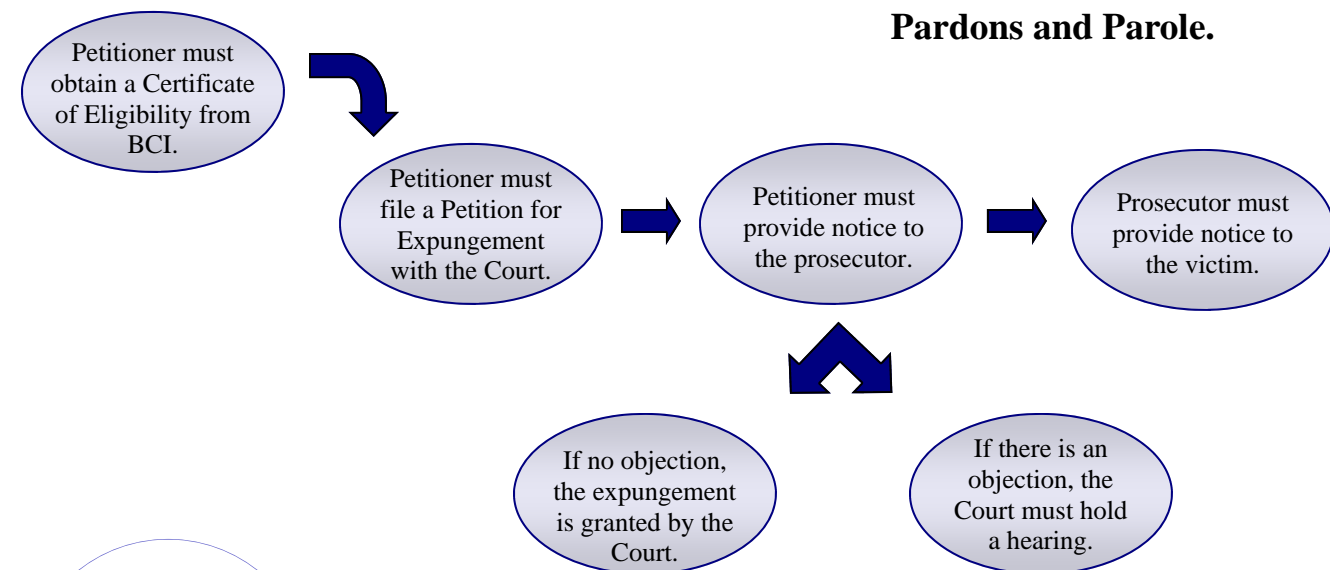 Pardons and Parole.
Petitioner must
obtain a Certificate
of Eligibility from
BCI.
Petitioner must
file a Petition for
Expungement
with the Court.
Petitioner must
provide notice to
the prosecutor.
Prosecutor must
provide notice to
the victim.
If no objection,
the expungement
is granted by the
Court.
If there is an
objection, the
Court must hold
a hearing.